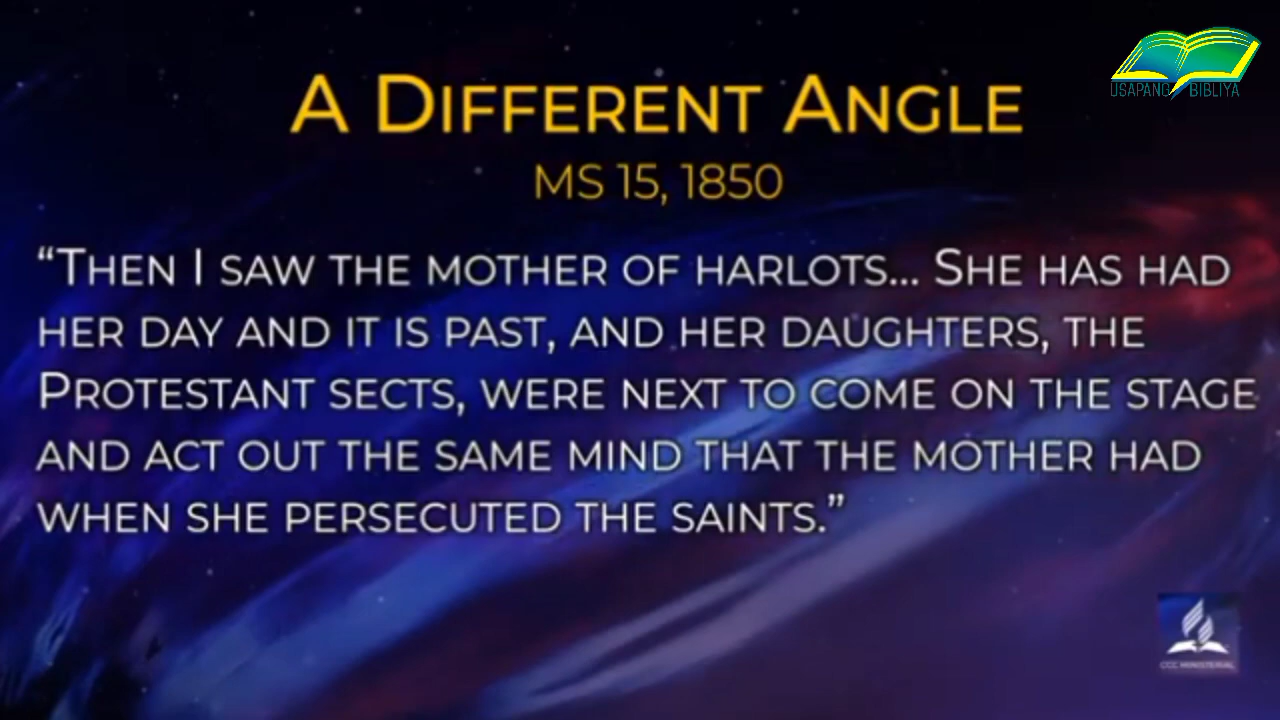 USAPANG BIBLIYA
A DIFFERENT ANGLE
MS 15, 1850
“THEN I SAW THE MOTHER OF HARLOTS... SHE HAS HAD
HER DAY AND IT IS PAST, AND HER DAUGHTERS, THE
PROTESTANT SECTS, WERE NEXT TO COME ON THE STAGE
AND ACT OUT THE SAME MIND THAT THE MOTHER HAD
WHEN SHE PERSECUTED THE SAINTS.”
CCC MINISTERIAL